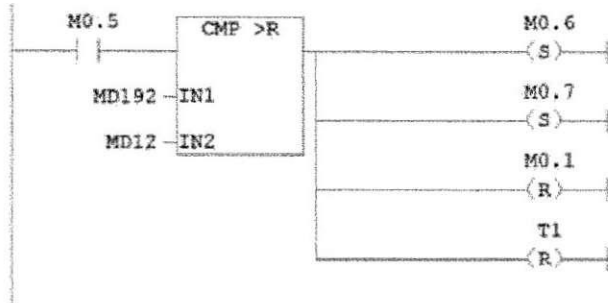 M0.5
CMP >R
M0.6
(S)
MD192
IN1
M0.7
(S)
MD12
IN2
M0.1
(R)
T1
(R)